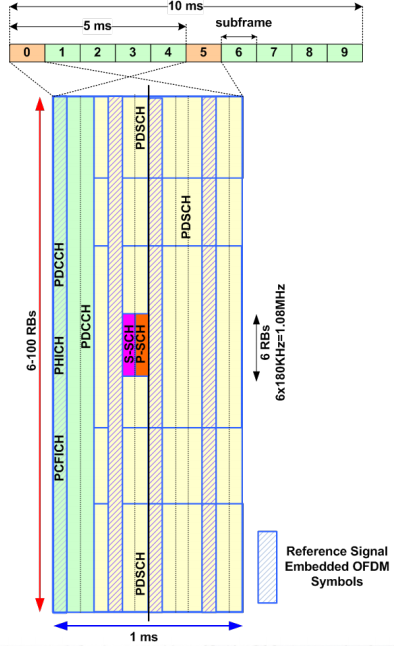 10 ms
5 ms
subframe
0 1 2 3 4 5 6 7 8 9
PDSCH
PDSCH
PDCCH
PHICH
PCFICH
PDCCH
S-SCH
P-SCH
PDSCH
6-100 RBs
6 RBs
6x180KHz=1.08MHz
Reference Signal
Embedded OFDM
Symbols
1 ms